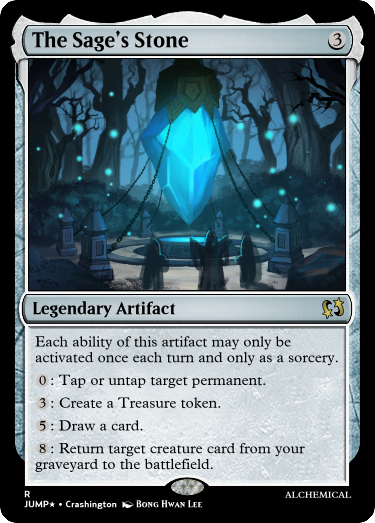 The Sage's Stone 3
Legendary Artifact
Each ability of this artifact may only be
activated once each turn and only as a sorcery.
0: Tap or untap target permanent.
3: Create a Treasure token.
5: Draw a card.
8: Return target creature card from your
graveyard to the battlefield.
R ALCHEMICAL
JUMP★ • Crashington Bong Hwan Lee